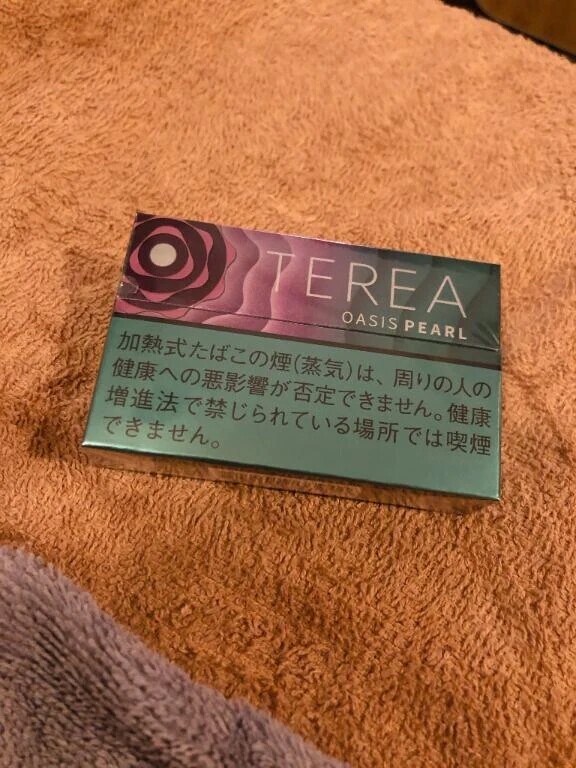 TEREA
OASIS PEARL
加熱式たばこの煙(蒸気)は、周りの人の
健康への悪影響が否定できません。健康
増進法で禁じられている場所では喫煙
できません。